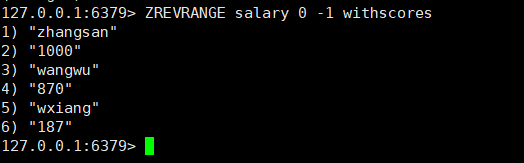 127.0.0.1:6379> ZREVRANGE salary 0 -1 withscores
1) "zhangsan"
2) "1000"
3) "wangwu"
4) "870"
5) "wxiang"
6) "187"
127.0.0.1:6379>